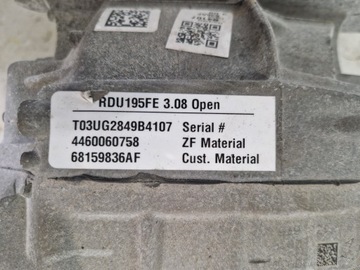 RDU195FE 3.08 Open
T03UG2849B4107 Serial #
4460060758 ZF Material
68159836AF Cust. Material